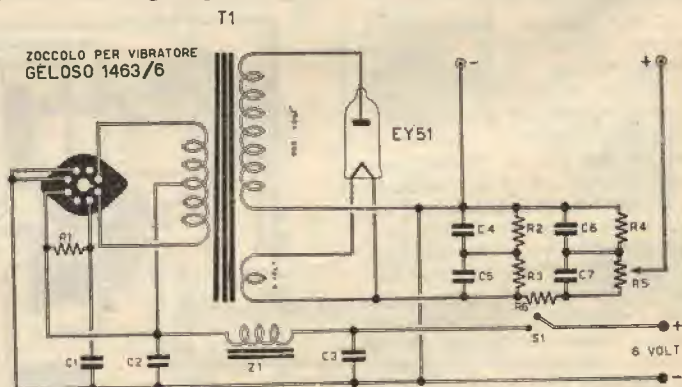 T1
ZOCCOLO PER VIBRATORE
GELOSO 1463/6
-
+
EY51
C4
R2
C6
R4
R1
C5
R3
C7
R5
R6
S1
+
6 VOLT
C1
C2
Z1
C3
-